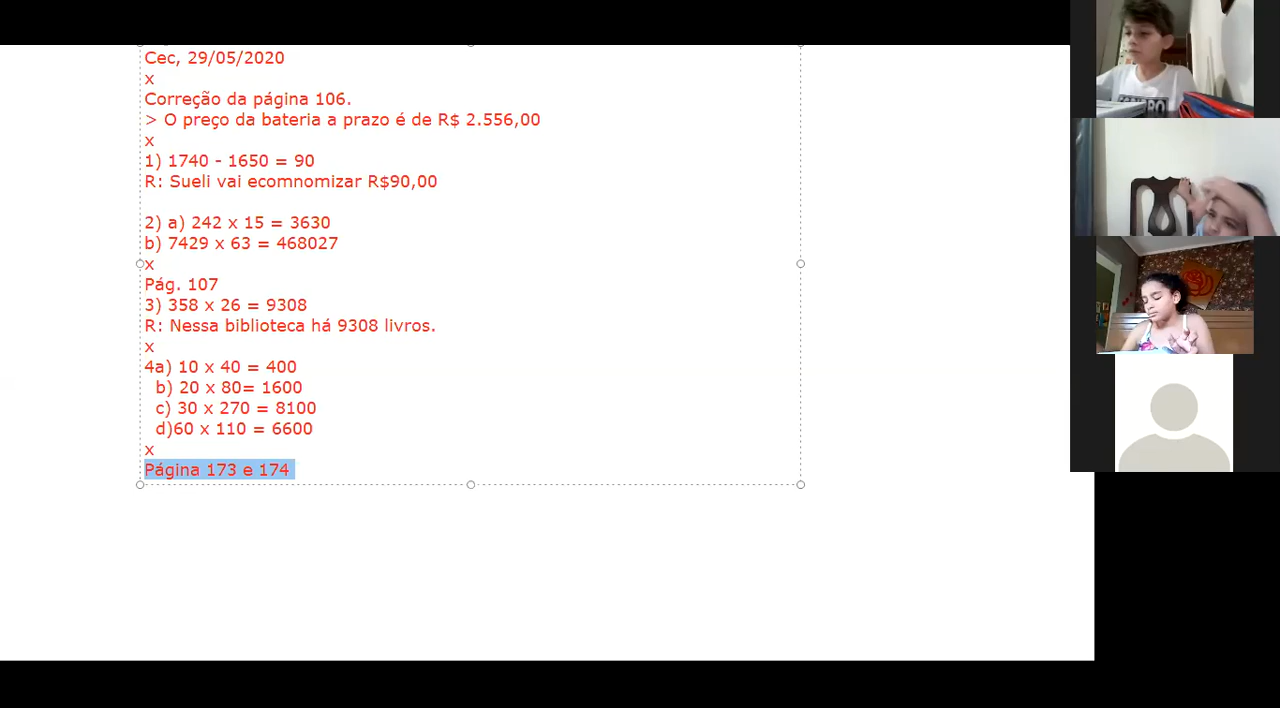 Cec, 29/05/2020
x
Correção da página 106.
> O preço da bateria a prazo é de R$ 2.556,00
x
1) 1740 - 1650 = 90
R: Sueli vai ecomnomizar R$90,00
2) a) 242 x 15 = 3630
b) 7429 x 63 = 468027
x
Pág. 107
3) 358 x 26 = 9308
R: Nessa biblioteca há 9308 livros.
x
4a) 10 x 40 = 400
b) 20 x 80= 1600
c) 30 x 270 = 8100
d)60 x 110 = 6600
x
Página 173 e 174